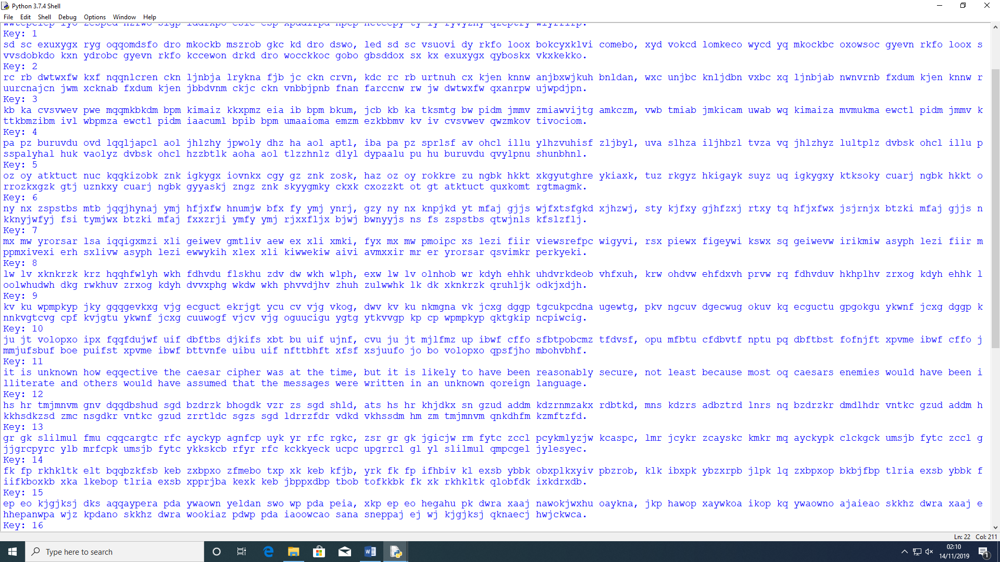 Python 3.7.4 Shell
File Edit Shell Debug Options Window Help
Key: 1
sd sc exuxygx ryg oqqomdsfo dro mkockb mszrob gkc kd dro dswo, led sd sc vsuovi dy rkfo loox bokcyxklvi comebo, xyd vokcd lomkeco wycd yq mkockbc oxowsoc gyevn rkfo loox s
vvsdobkdo kxn ydrobc gyevn rkfo kccewon drkd dro wocckkoc gobo gbsddox sx kx exuxygx qyboskx vkxkekko.
Key: 2
rc rb dwtwxfw kxf nqqnlcren ckn ljnbja lrykna fjb jc ckn crvn, kdc rc rb urtnuh cx kjen knnw anjbxwjkuh bnldan, wxc unjbc knljdbn vxbc xq ljnbjab nwnvrnb fxdum kjen knnw r
uurcnajcn jwm xcknab fxdum kjen jbbdvnm ckjc ckn vnbbjpnb fnan farccnw rw jw dwtwxfw qxanrpw ujwpdjpn.
Key: 3
kb ka cvsvwev pwe mqqmkbkdm bpm kimaiz kkxpmz eia ib bpm bkum, jcb kb ka tksmtg bw pidm jmmv zmiawvijtg amkczm, vwb tmiab jmkicam uwab wq kimaiza mvmukma ewctl pidm jmmv k
ttkbmzibm ivl wbpmza ewctl pidm iaacuml bpib bpm umaaioma emzm ezkbbmv kv iv cvsvwev qwzmkov tivociom.
Key: 4
pa pz buruvdu ovd lqqljapcl aol jhlzhy jpwoly dhz ha aol aptl, iba pa pz sprlsf av ohcl illu ylhzvuhisf zljbyl, uva slhza iljhbzl tvza vq jhlzhyz lultplz dvbsk ohcl illu p
sspalyhal huk vaolyz dvbsk ohcl hzzbtlk aoha aol tlzzhnlz dlyl dypaalu pu hu buruvdu qvylpnu shunbhnl.
Key: 5
oz oy atktuct nuc kqqkizobk znk igkygx iovnkx cgy gz znk zosk, haz oz oy rokkre zu ngbk hkkt xkgyutghre ykiaxk, tuz rkgyz hkigayk suyz uq igkygxy ktksoky cuarj ngbk hkkt o
rrozkxgzk gtj uznkxy cuarj ngbk gyyaskj zngz znk skyygmky ckxk cxozzkt ot gt atktuct quxkomt rgtmagmk.
Key: 6
ny nx zspstbs mtb jqqjhynaj ymj hfjxfw hnumjw bfx fy ymj ynrj, gzy ny nx knpjkd yt mfaj gjjs wjfxtsfgkd xjhzwj, sty kjfxy gjhfzxj rtxy tq hfjxfwx jsjrnjx btzki mfaj gjjs n
kknyjwfyj fsi tymjwx btzki mfaj fxxzrji ymfy ymj rjxxfljx bjwj bwnyyjs ns fs zspstbs qtwjnls kfslzflj.
Key: 7
mx mw yrorsar lsa iqqigxmzi xli geiwev gmtliv aew ex xli xmki, fyx mx mw pmoipc xs lezi fiir viewsrefpc wigyvi, rsx piewx figeywi kswx sq geiwevw irikmiw asyph lezi fiir m
ppmxivexi erh sxlivw asyph lezi ewwykih xlex xli kiwwekiw aivi avmxxir mr er yrorsar qsvimkr perkyeki.
Key: 8
lw lv xknkrzk krz hqqhfwlyh wkh fdhvdu flskhu zdv dw wkh wlph, exw lw lv olnhob wr kdyh ehhk uhdvrkdeob vhfxuh, krw ohdvw ehfdxvh prvw rq fdhvduv hkhplhv zrxog kdyh ehhk l
oolwhudwh dkg rwkhuv zrxog kdyh dvvxphg wkdw wkh phvvdjhv zhuh zulwwhk lk dk xknkrzk qruhljk odkjxdjh.
Key: 9
kv ku wpmpkyp jky gqqgevkxg vjg ecguct ekrjgt ycu cv vjg vkog, dwv kv ku nkmgna vk jcxg dggp tgcukpcdna ugewtg, pkv ngcuv dgecwug okuv kq ecguctu gpgokgu ykwnf jcxg dggp k
nnkvgtcvg cpf kvjgtu ykwnf jcxg cuuwogf vjcv vjg oguucigu ygtg ytkvvgp kp cp wpmpkyp qktgkip ncpiwcig.
Key: 10
ju jt volopxo ipx fqqfdujwf uif dbftbs djkifs xbt bu uif ujnf, cvu ju jt mjlfmz up ibwf cffo sfbtpobcmz tfdvsf, opu mfbtu cfdbvtf nptu pq dbftbst fofnjft xpvme ibwf cffo j
mmjufsbuf boe puifst xpvme ibwf bttvnfe uibu uif nfttbhft xfsf xsjuufo jo bo volopxo qpsfjho mbohvbhf.
Key: 11
it is unknown how eqqective the caesar cipher was at the time, but it is likely to have been reasonably secure, not least because most oq caesars enemies would have been i
lliterate and others would have assumed that the messages were written in an unknown qoreign language.
Key: 12
hs hr tmjmnvm gnv dqqdbshud sgd bzdrzk bhogdk vzr zs sgd shld, ats hs hr khjdkx sn gzud addm kdzrnmzakx rdbtkd, mns kdzrs adbztrd lnrs nq bzdrzkr dmdlhdr vntkc gzud addm h
kkhsdkzsd zmc nsgdkr vntkc gzud zrrtldc sgzs sgd ldrrzfdr vdkd vkhssdm hm zm tmjmnvm qnkdhfm kzmftzfd.
Key: 13
gr gk slilmul fmu cqqcargtc rfc ayckyp agnfcp uyk yr rfc rgkc, zsr gr gk jgicjw rm fytc zccl pcykmlyzjw kcaspc, lmr jcykr zcayskc kmkr mq ayckypk clckgck umsjb fytc zccl g
jjgrcpyrc ylb mrfcpk umsjb fytc ykkskcb rfyr rfc kckkyeck ucpc upgrrcl gl yl slilmul qmpcgel jylesyec.
Key: 14
fk fp rkhkltk elt bqqbzkfsb keb zxbpxo zfmebo txp xk keb kfjb, yrk fk fp ifhbiv kl exsb ybbk obxplkxyiv pbzrob, klk ibxpk ybzxrpb jlpk lq zxbpxop bkbjfbp tlria exsb ybbk f
iifkboxkb xka lkebop tlria exsb xpprjba kexk keb jbppxdbp tbob tofkkbk fk xk rkhkltk qlobfdk ixkdrxdb.
Key: 15
ep eo kjgjksj dks aqqaypera pda ywaown yeldan swo wp pda peia, xkp ep eo hegahu pk dwra xaaj nawokjwxhu oaykna, jkp hawop xaywkoa ikop kq ywaowno ajaieao skkhz dwra xaaj e
hhepanwpa wjz kpdano skkhz dwra wookiaz pdwp pda iaoowcao sana sneppaj ej wj kjgjksj qknaecj hwjckwca.
Key: 16
Ln: 22 Col: 211
Type here to search
02:10
14/11/2019
1